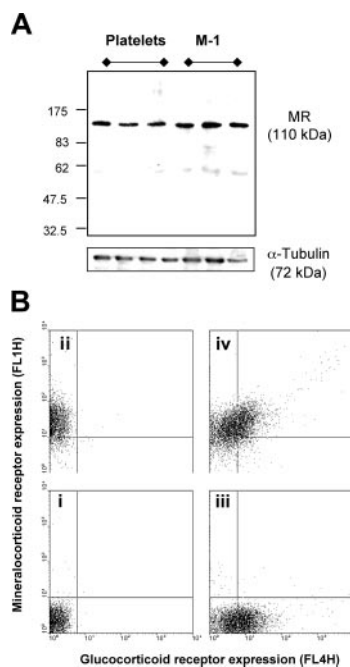 A
Platelets M-1
175
83
62
47.5
32.5
MR
(110 kDa)
α-Tubulin
(72 kDa)
B
Mineralocorticoid receptor expression (FL1H)
ii
iv
i
iii
Glucocorticoid receptor expression (FL4H)